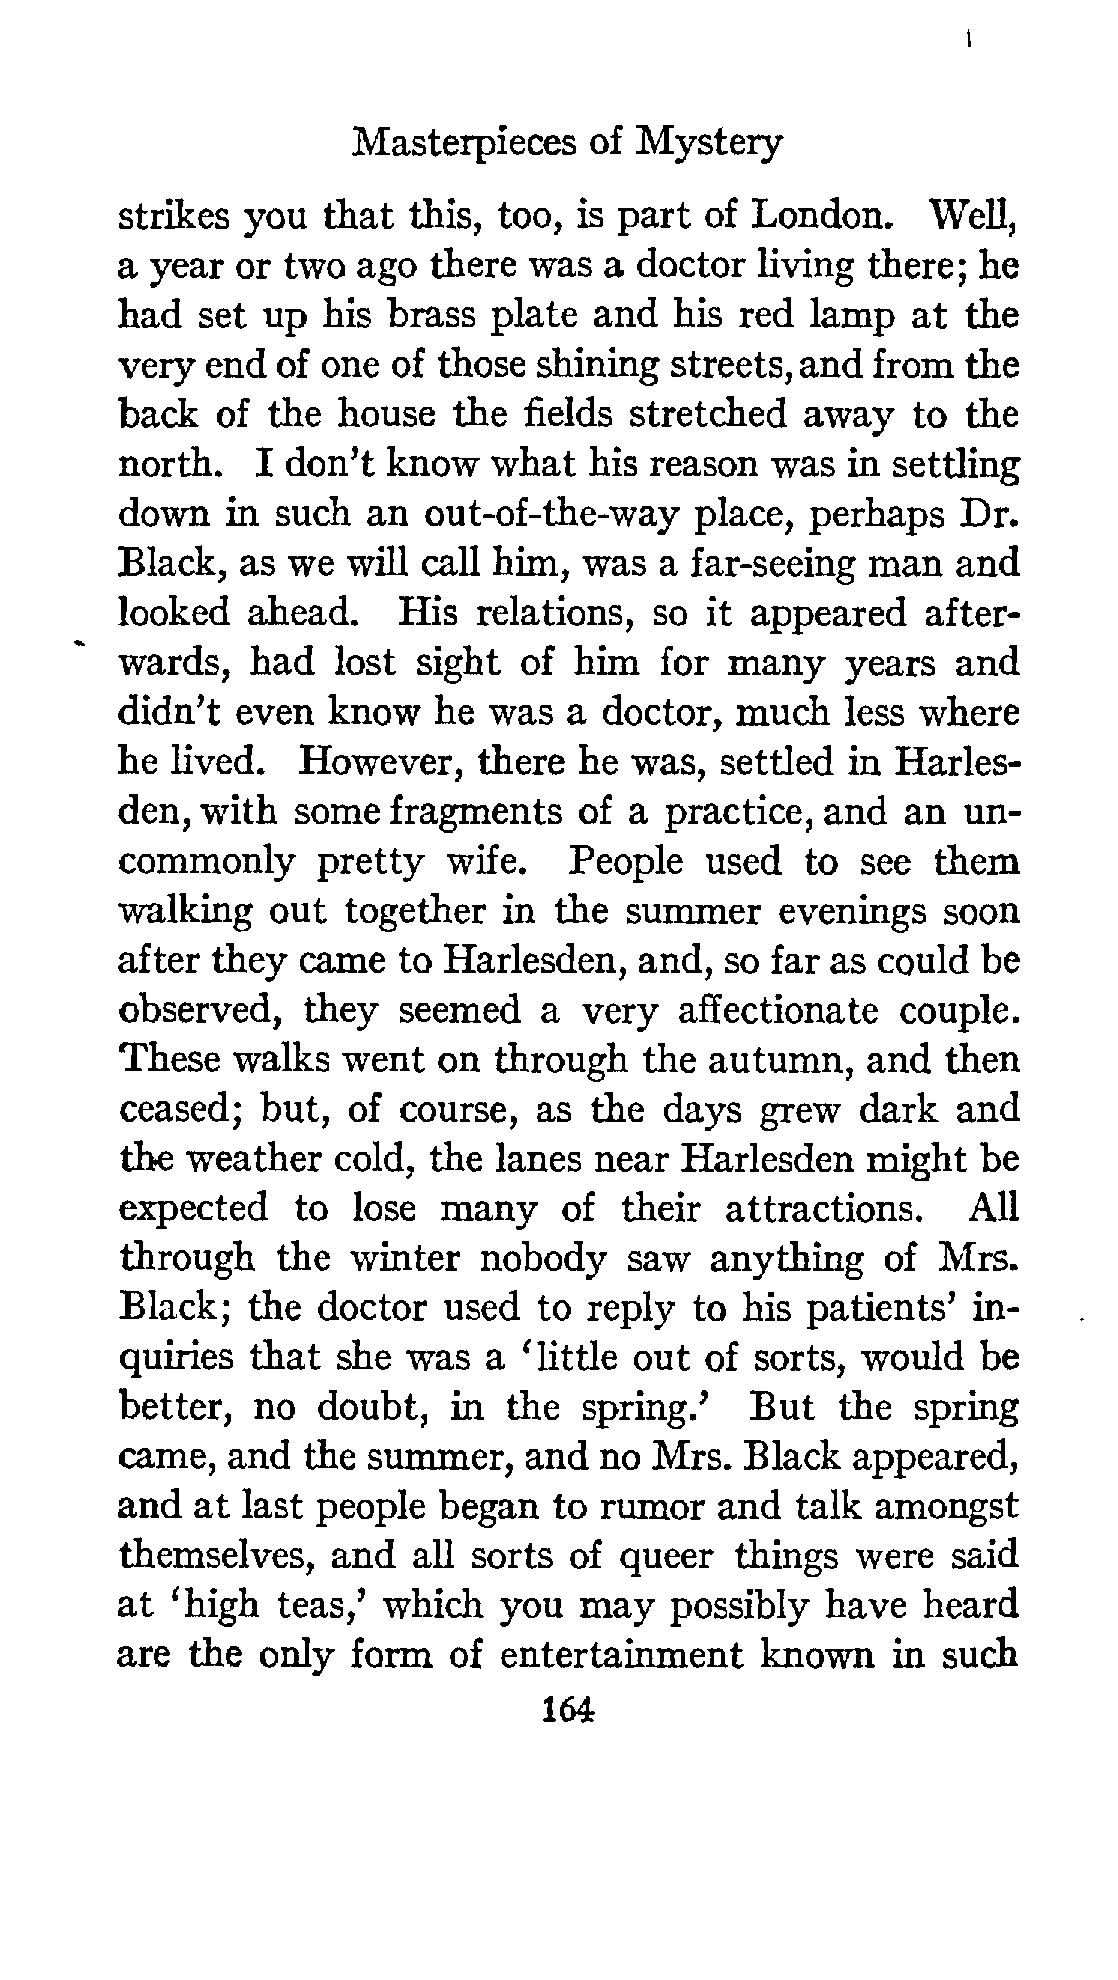 Masterpieces of Mystery
strikes you that this, too, is part of London. Well,
a year or two ago there was a doctor living there; he
had set up his brass plate and his red lamp at the
very end of one of those shining streets, and from the
back of the house the fields stretched away to the
north. I don't know what his reason was in settling
down in such an out-of-the-way place, perhaps Dr.
Black, as we will call him, was a far-seeing man and
looked ahead. His relations, so it appeared after-
wards, had lost sight of him for many years and
didn't even know he was a doctor, much less where
he lived. However, there he was, settled in Harles-
den, with some fragments of a practice, and an un-
commonly pretty wife. People used to see them
walking out together in the summer evenings soon
after they came to Harlesden, and, so far as could be
observed, they seemed a very affectionate couple.
These walks went on through the autumn, and then
ceased; but, of course, as the days grew dark and
the weather cold, the lanes near Harlesden might be
expected to lose many of their attractions. All
through the winter nobody saw anything of Mrs.
Black; the doctor used to reply to his patients' in-
quiries that she was a 'little out of sorts, would be
better, no doubt, in the spring.' But the spring
came, and the summer, and no Mrs. Black appeared,
and at last people began to rumor and talk amongst
themselves, and all sorts of queer things were said
at 'high teas,' which you may possibly have heard
are the only form of entertainment known in such
164